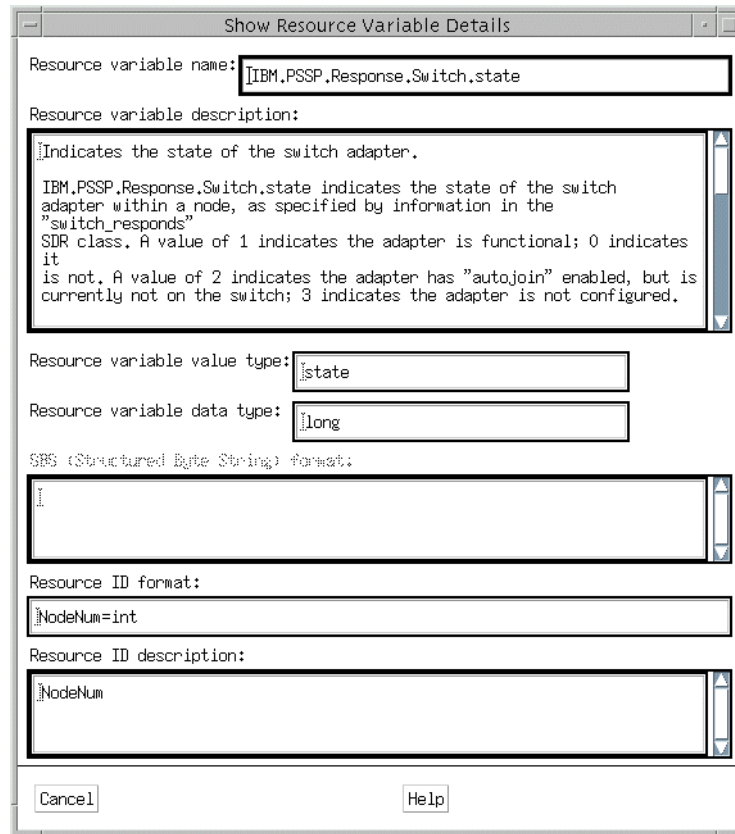 Show Resource Variable Details
Resource variable name:
IBM.PSSP.Response.Switch.state
Resource variable description:
Indicates the state of the switch adapter.
IBM.PSSP.Response.Switch.state indicates the state of the switch
adapter within a node, as specified by information in the
"switch_responds"
SDR class. A value of 1 indicates the adapter is functional; 0 indicates
it
is not. A value of 2 indicates the adapter has "autojoin" enabled, but is
currently not on the switch; 3 indicates the adapter is not configured.
Resource variable value type:
state
Resource variable data type:
long
SBS (Structured Byte String) format:
Resource ID format:
NodeNum=int
Resource ID description:
NodeNum
Cancel
Help